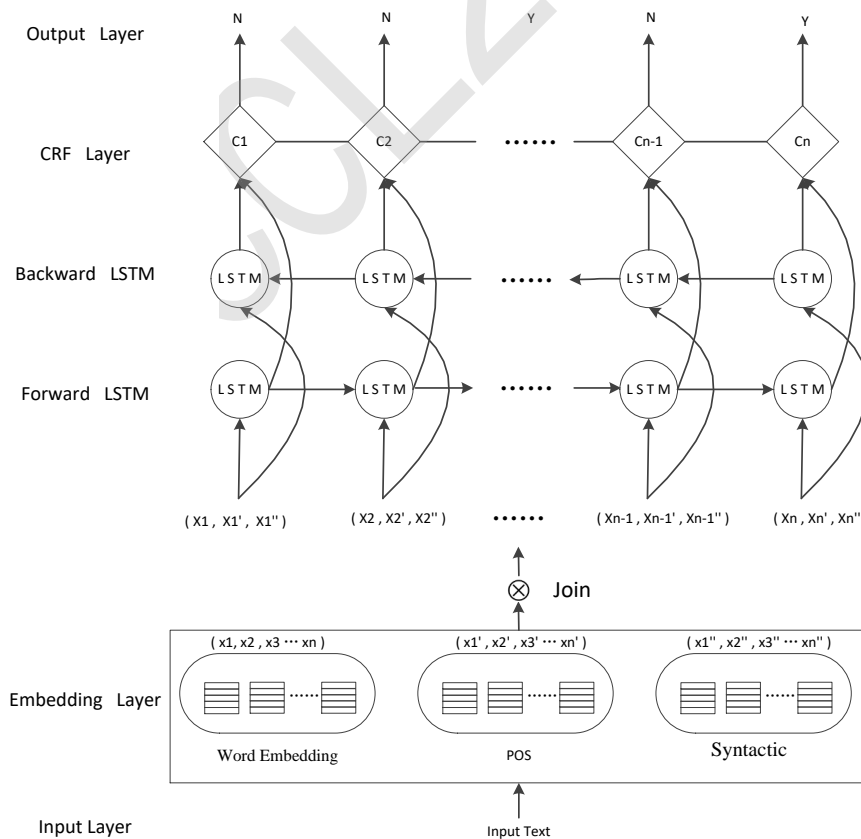 N N Y N Y
Output Layer
CRF Layer
C1 C2 ...... Cn-1 Cn
Backward LSTM
LSTM LSTM ...... LSTM LSTM
Forward LSTM
LSTM LSTM ...... LSTM LSTM
( X1 , X1' , X1'' ) ( X2 , X2' , X2'' ) ...... ( Xn-1 , Xn-1' , Xn-1'' ) ( Xn , Xn' , Xn''
⊗ Join
( x1, x2 , x3 ··· xn ) ( x1' , x2' , x3' ··· xn' ) ( x1'' , x2'' , x3'' ··· xn'' )
Embedding Layer
...... ...... ......
Word Embedding POS Syntactic
Input Layer
Input Text
CCL2